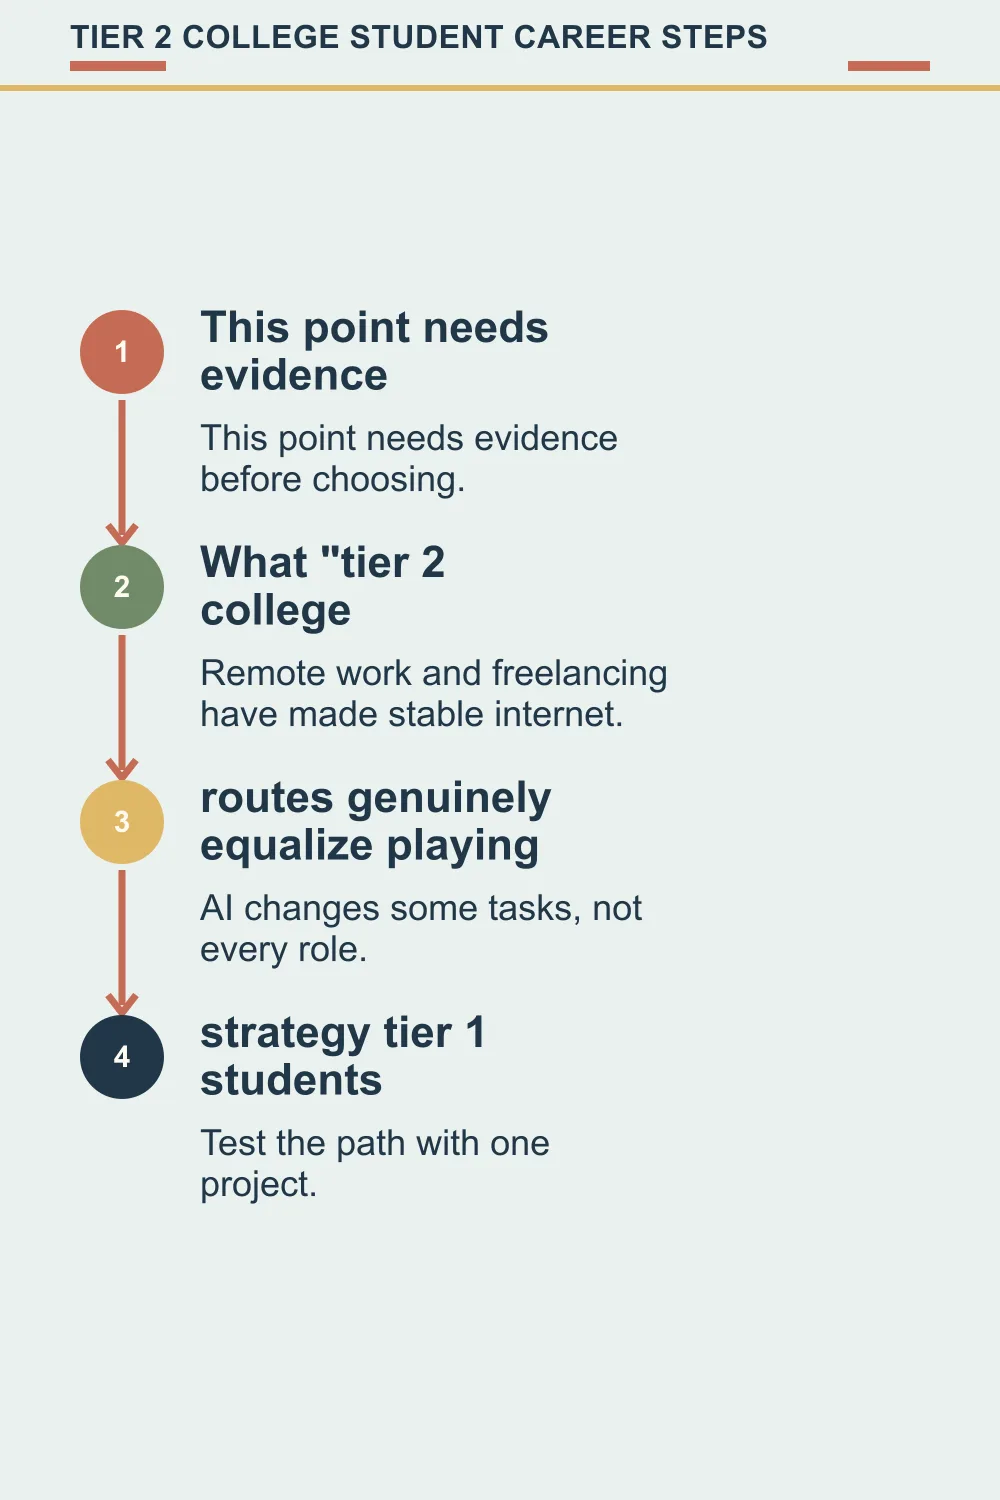 TIER 2 COLLEGE STUDENT CAREER STEPS
1
This point needs
evidence
This point needs evidence
before choosing.
2
What "tier 2
college
Remote work and freelancing
have made stable internet.
3
routes genuinely
equalize playing
AI changes some tasks, not
every role.
4
strategy tier 1
students
Test the path with one
project.